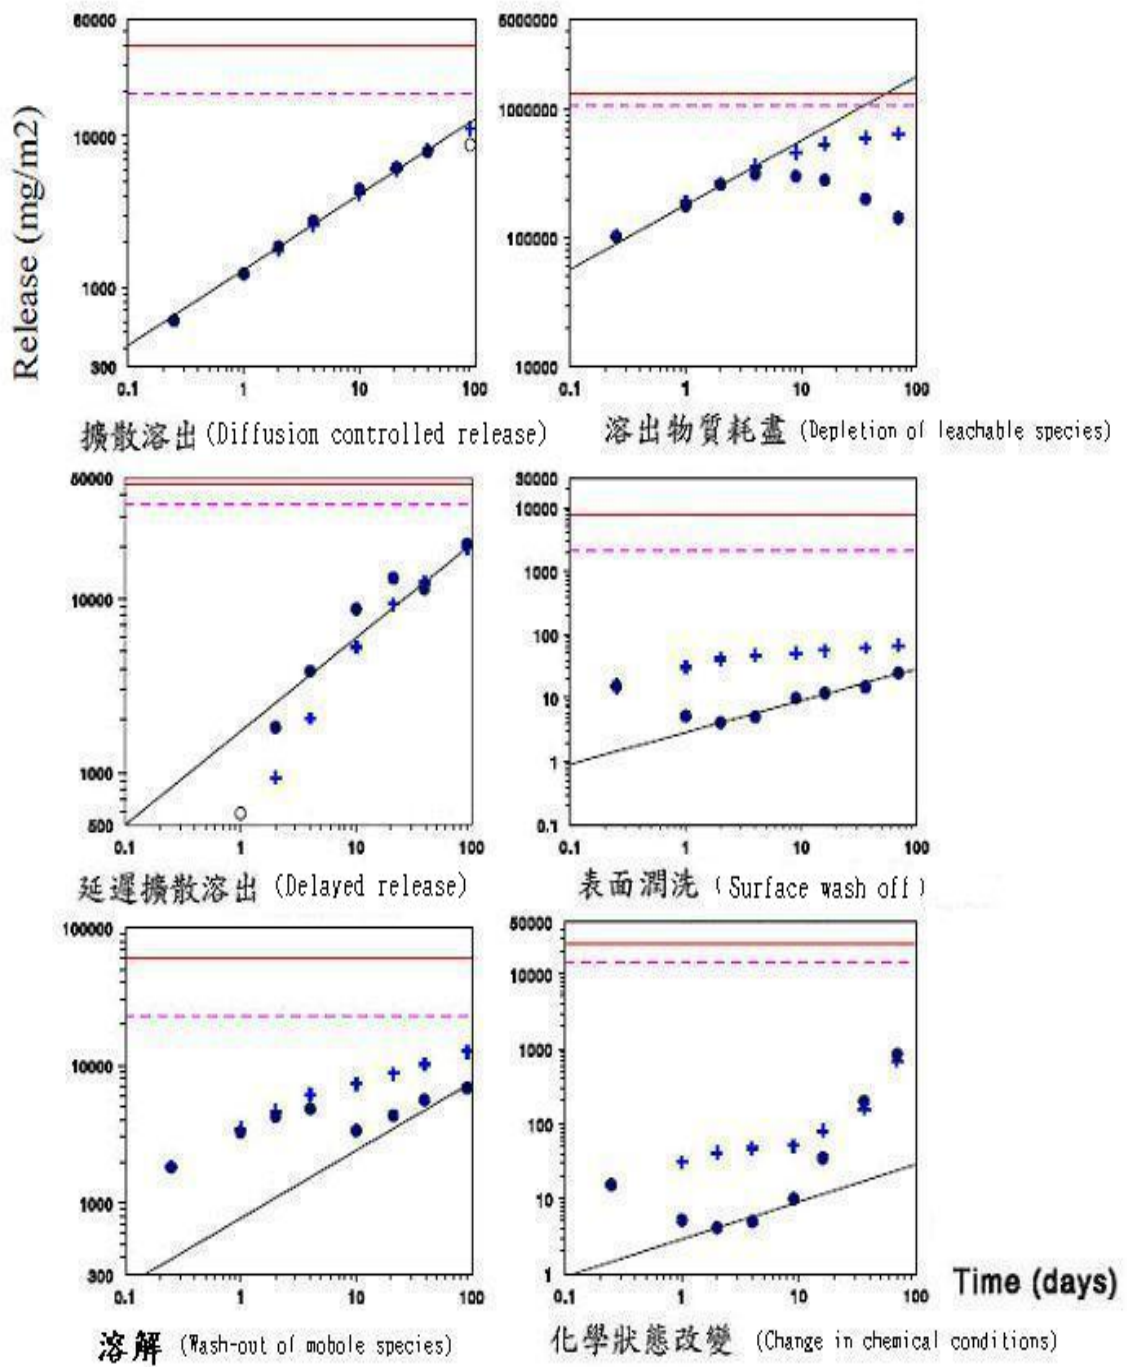 Release (mg/m2)
60000
10000
1000
300
0.1 1 10 100
擴散溶出 (Diffusion controlled release)
5000000
1000000
100000
10000
0.1 1 10 100
溶出物質耗盡 (Depletion of leachable species)
50000
10000
1000
500
0.1 1 10 100
延遲擴散溶出 (Delayed release)
30000
10000
1000
100
10
1
0.1
0.1 1 10 100
表面潤洗 (Surface wash off)
100000
10000
1000
300
0.1 1 10 100
溶解 (Wash-out of mobole species)
50000
10000
1000
100
10
1
0.1 1 10 100
化學狀態改變 (Change in chemical conditions)
Time (days)